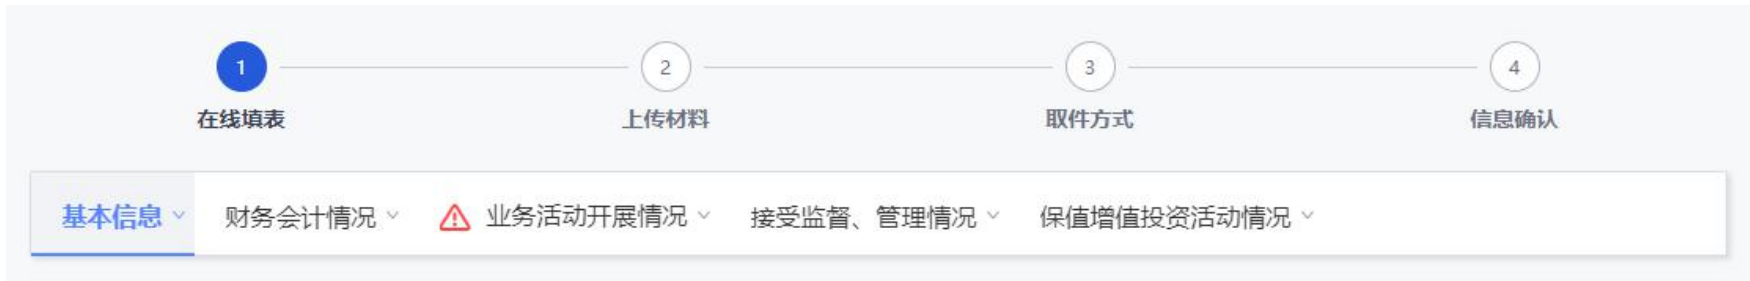 1 2 3 4
在线填表 上传材料 取件方式 信息确认
基本信息 财务会计情况 业务活动开展情况 接受监督、管理情况 保值增值投资活动情况